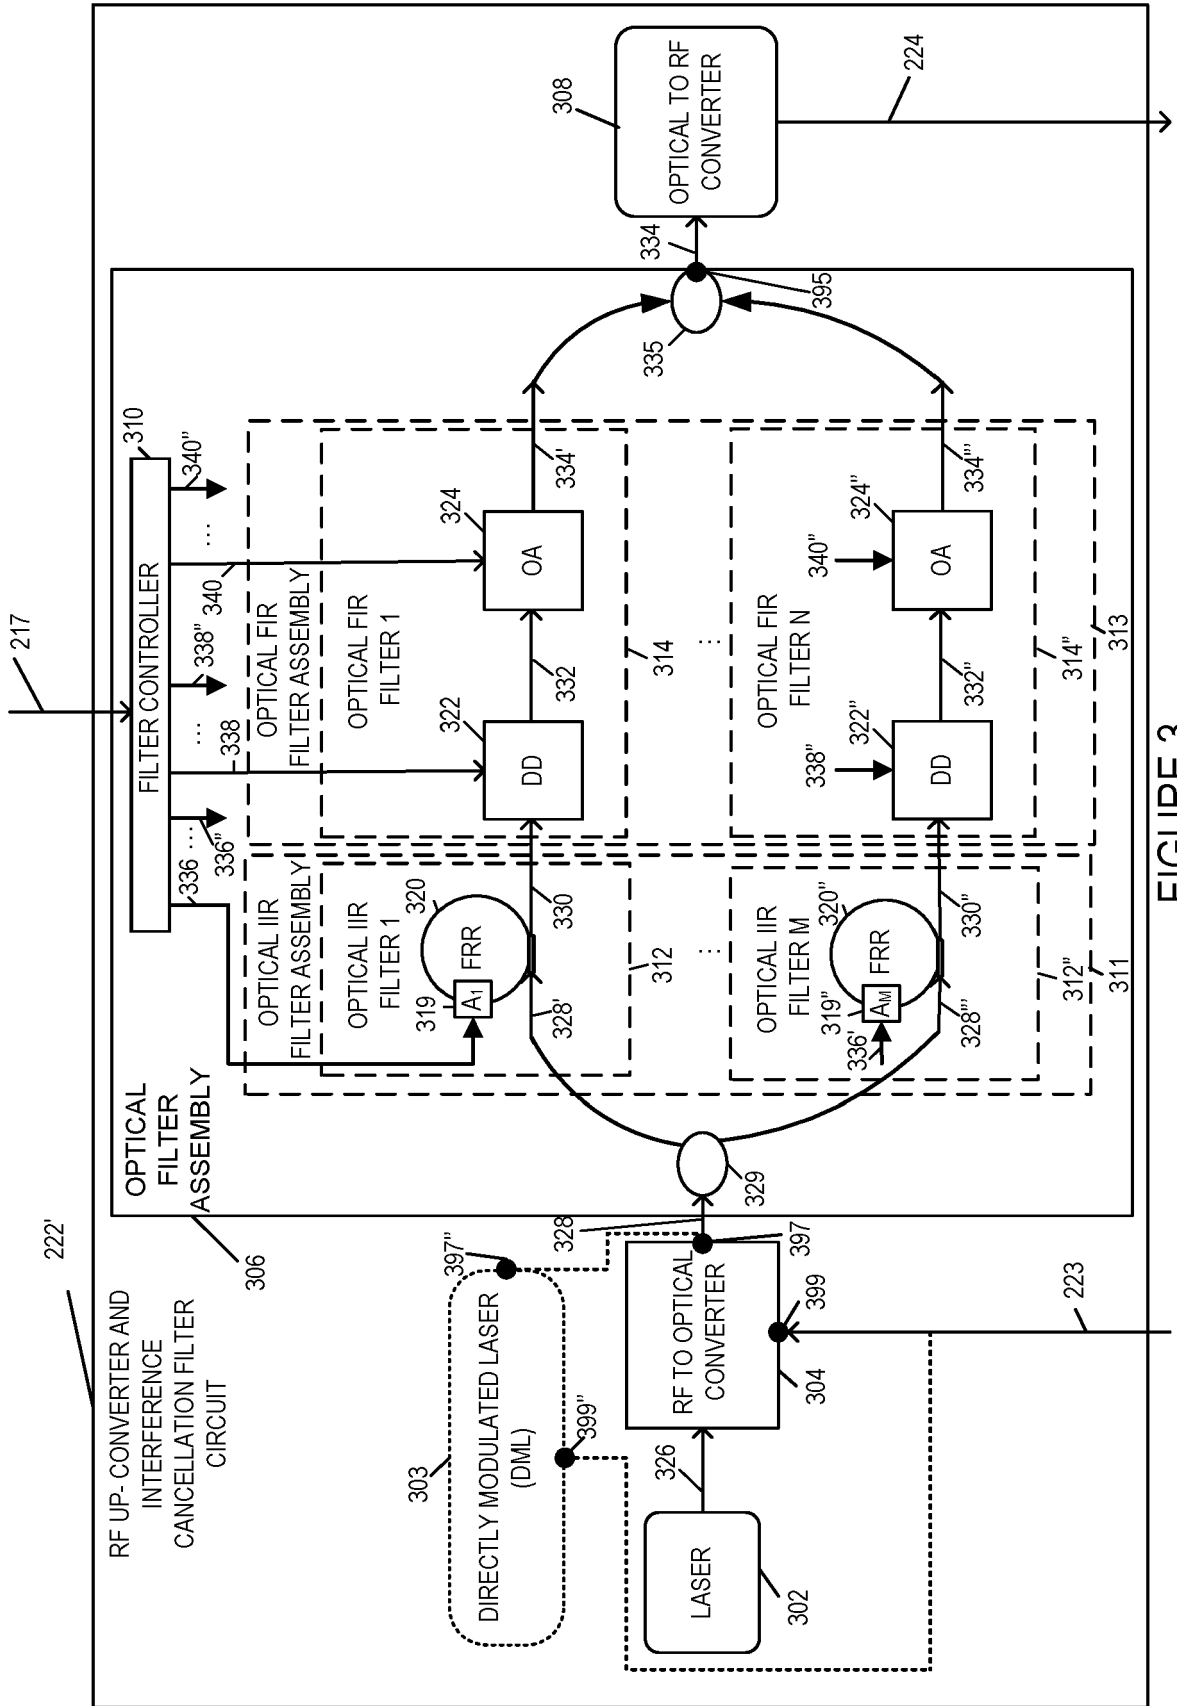 222'
RF UP- CONVERTER AND
INTERFERENCE
CANCELLATION FILTER
CIRCUIT
306
OPTICAL
FILTER
ASSEMBLY
217
FILTER CONTROLLER
310
336
...
336"
338
...
338"
340
...
340"
303
DIRECTLY MODULATED LASER
(DML)
397"
399"
LASER
302
326
RF TO OPTICAL
CONVERTER
304
397
399
223
328
329
OPTICAL IIR
FILTER ASSEMBLY
OPTICAL IIR
FILTER 1
320
FRR
319
A1
328'
330
312
...
OPTICAL IIR
FILTER M
320"
FRR
319"
AM
336'
328'"
330"
312"
311
OPTICAL FIR
FILTER ASSEMBLY
OPTICAL FIR
FILTER 1
322
DD
332
324
OA
334'
314
...
OPTICAL FIR
FILTER N
338"
322"
DD
332"
340"
324"
OA
334'"
314"
313
335
395
334
308
OPTICAL TO RF
CONVERTER
224
FIGURE 3